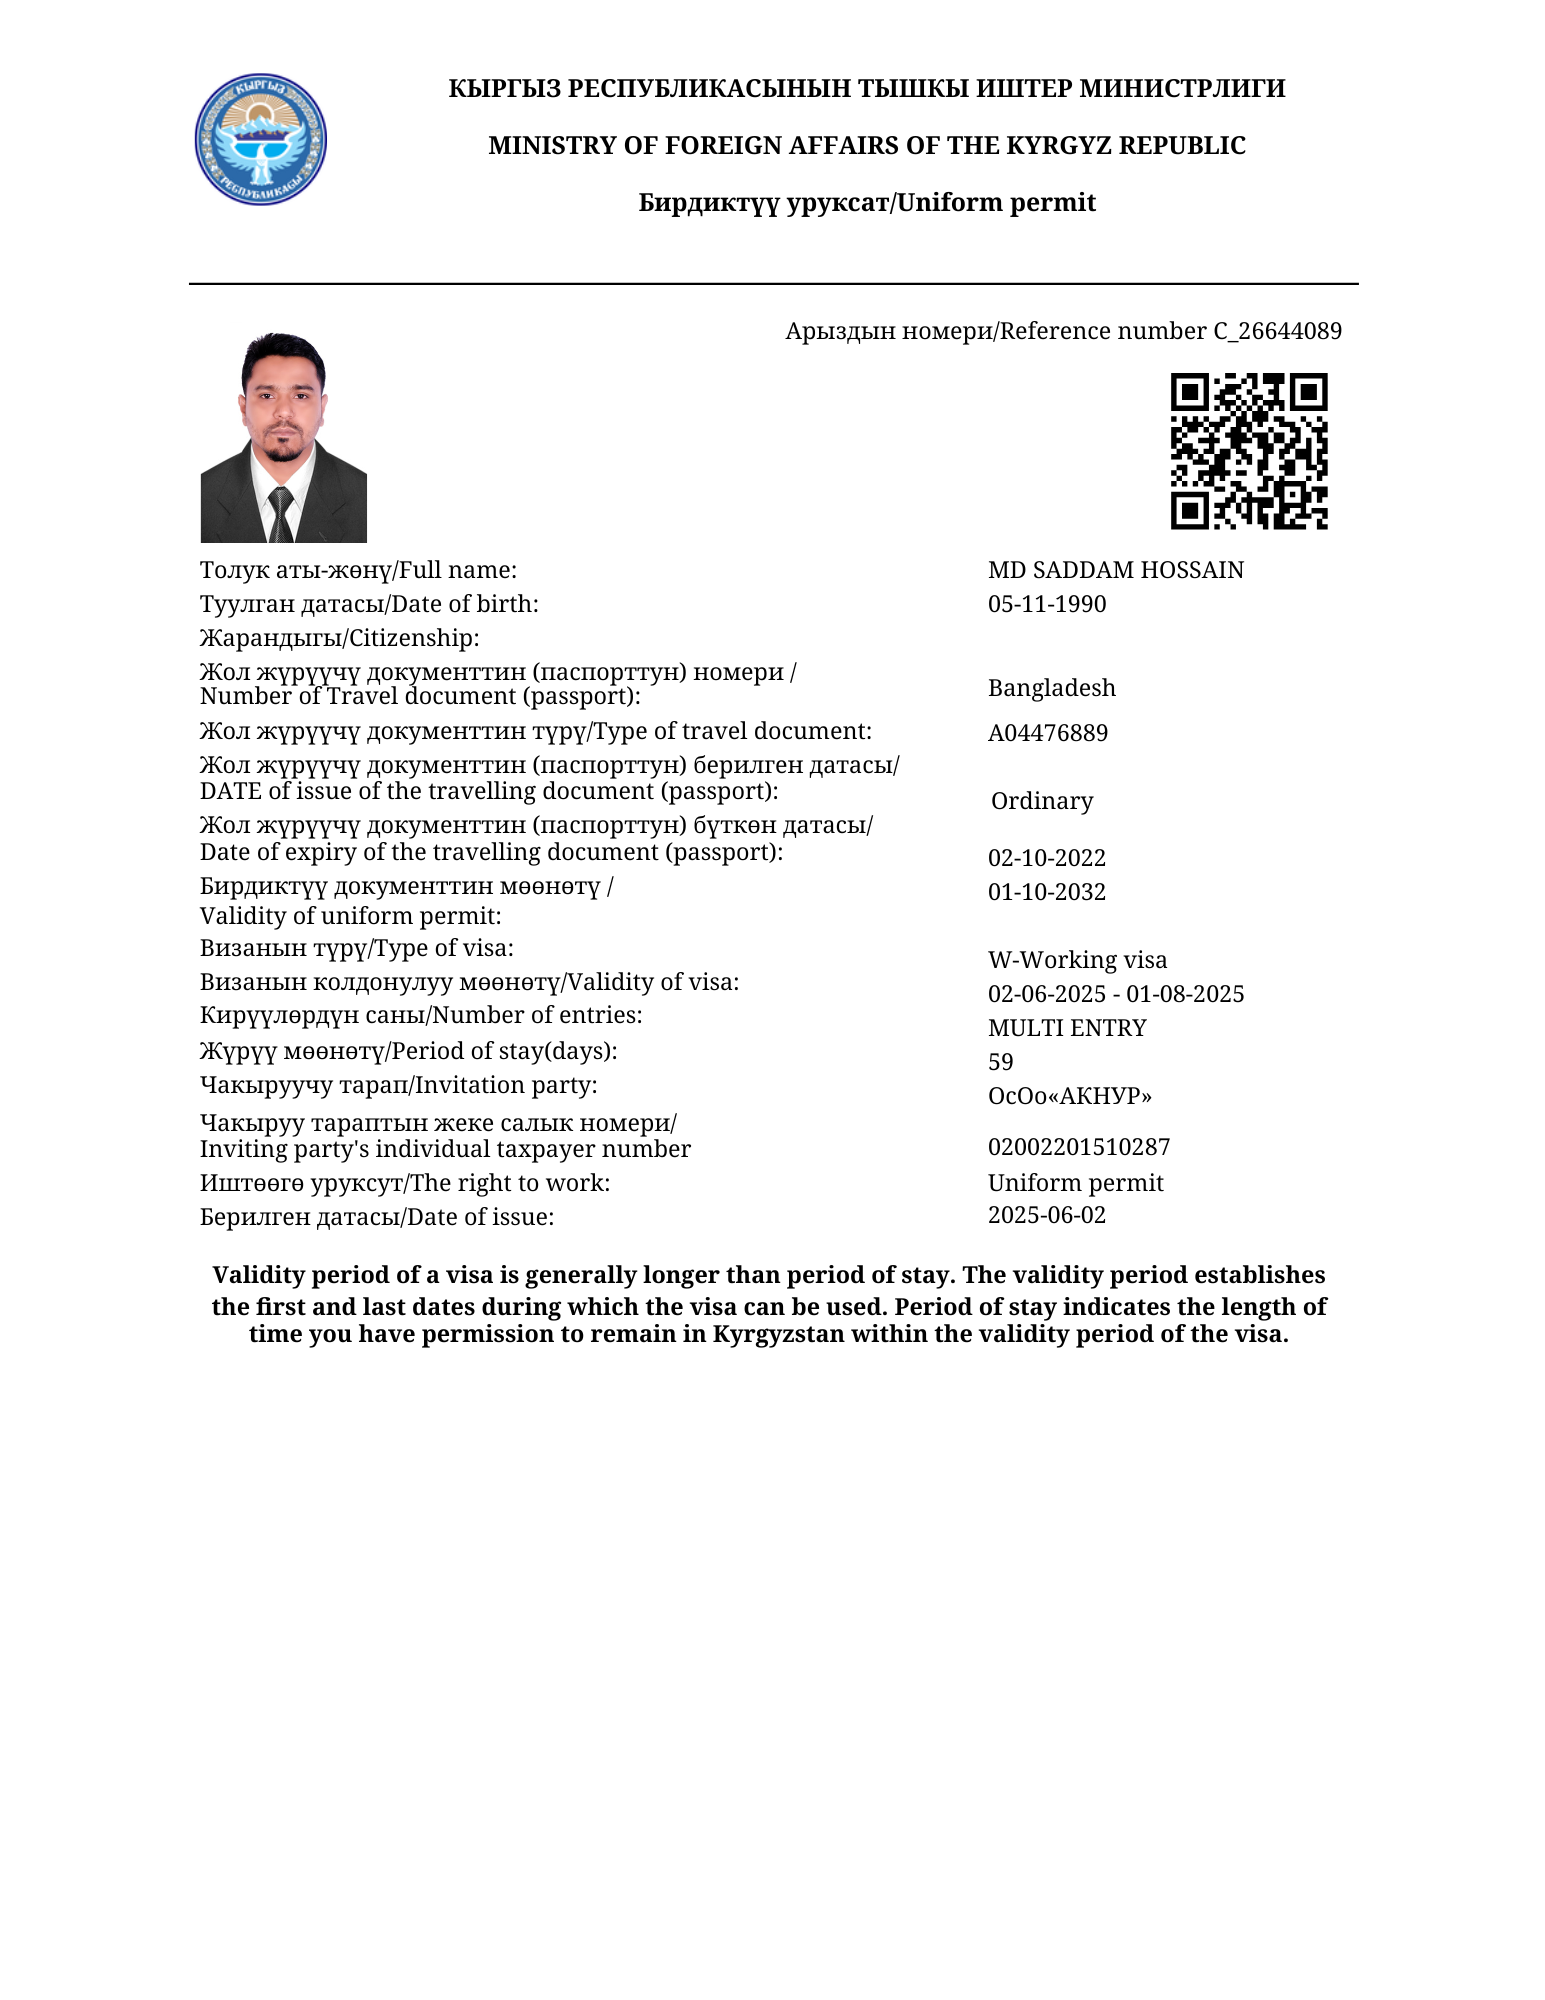 КЫРГЫЗ РЕСПУБЛИКАСЫНЫН ТЫШКЫ ИШТЕР МИНИСТРЛИГИ
MINISTRY OF FOREIGN AFFAIRS OF THE KYRGYZ REPUBLIC
Бирдиктүү уруксат/Uniform permit
КЫРГЫЗ
РЕСПУБЛИКАСЫ
Арыздын номери/Reference number C_26644089
Толук аты-жөнү/Full name: MD SADDAM HOSSAIN
Туулган датасы/Date of birth: 05-11-1990
Жарандыгы/Citizenship:
Жол жүрүүчү документтин (паспорттун) номери /
Number of Travel document (passport): Bangladesh
Жол жүрүүчү документтин түрү/Type of travel document: A04476889
Жол жүрүүчү документтин (паспорттун) берилген датасы/
DATE of issue of the travelling document (passport): Ordinary
Жол жүрүүчү документтин (паспорттун) бүткөн датасы/
Date of expiry of the travelling document (passport): 02-10-2022
Бирдиктүү документтин мөөнөтү / 01-10-2032
Validity of uniform permit:
Визанын түрү/Type of visa: W-Working visa
Визанын колдонулуу мөөнөтү/Validity of visa: 02-06-2025 - 01-08-2025
Кирүүлөрдүн саны/Number of entries: MULTI ENTRY
Жүрүү мөөнөтү/Period of stay(days): 59
Чакыруучу тарап/Invitation party: ОсОо«АКНУР»
Чакыруу тараптын жеке салык номери/
Inviting party's individual taxpayer number 02002201510287
Иштөөгө уруксут/The right to work: Uniform permit
Берилген датасы/Date of issue: 2025-06-02
Validity period of a visa is generally longer than period of stay. The validity period establishes
the first and last dates during which the visa can be used. Period of stay indicates the length of
time you have permission to remain in Kyrgyzstan within the validity period of the visa.